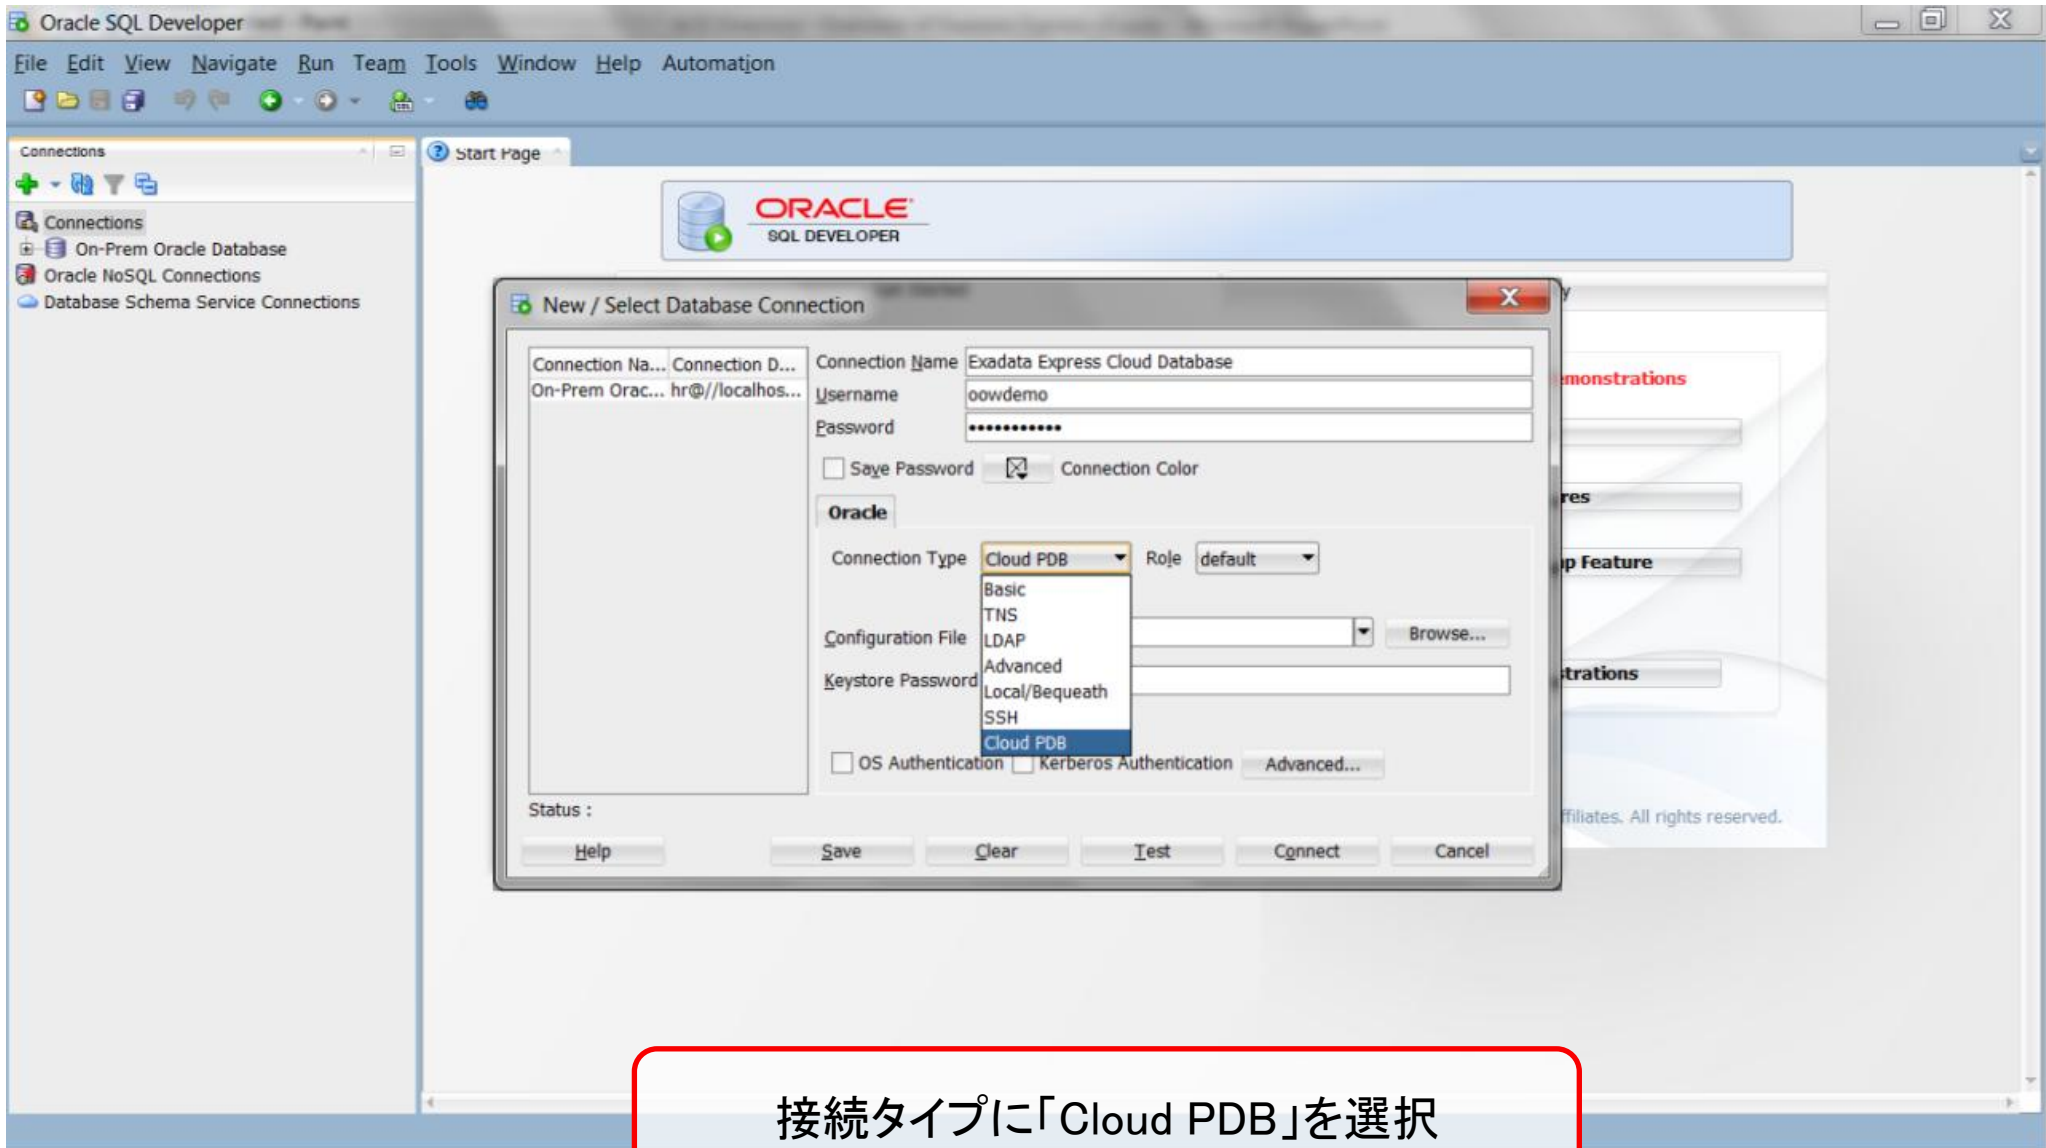 Oracle SQL Developer
File Edit View Navigate Run Team Tools Window Help Automation
Connections
Start Page
Connections
On-Prem Oracle Database
Oracle NoSQL Connections
Database Schema Service Connections
ORACLE
SQL DEVELOPER
New / Select Database Connection
y
Connection Na... Connection D...
On-Prem Orac... hr@//localhos...
Connection Name Exadata Express Cloud Database
Username oowdemo
Password •••••••••••
Save Password Connection Color
Oracle
Connection Type Cloud PDB Role default
Basic
TNS
LDAP
Advanced
Local/Bequeath
SSH
Cloud PDB
Configuration File Browse...
Keystore Password
OS Authentication Kerberos Authentication Advanced...
Status :
Help Save Clear Test Connect Cancel
monstrations
res
p Feature
trations
ffiliates. All rights reserved.
接続タイプに「Cloud PDB」を選択